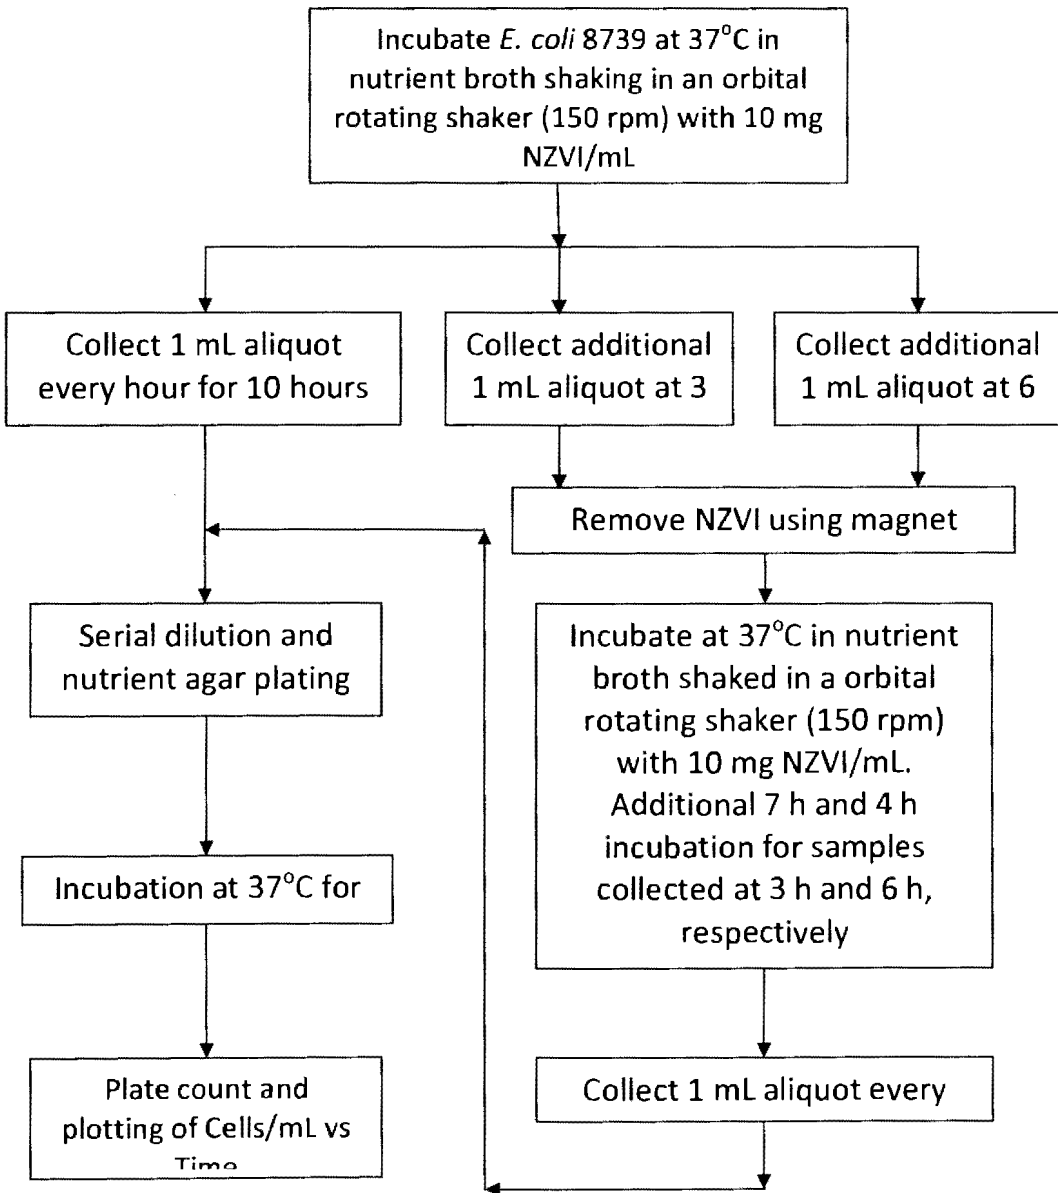 Incubate E. coli 8739 at 37°C in
nutrient broth shaking in an orbital
rotating shaker (150 rpm) with 10 mg
NZVI/mL
Collect 1 mL aliquot
every hour for 10 hours
Collect additional
1 mL aliquot at 3
Collect additional
1 mL aliquot at 6
Remove NZVI using magnet
Serial dilution and
nutrient agar plating
Incubate at 37°C in nutrient
broth shaked in a orbital
rotating shaker (150 rpm)
with 10 mg NZVI/mL.
Additional 7 h and 4 h
incubation for samples
collected at 3 h and 6 h,
respectively
Incubation at 37°C for
Plate count and
plotting of Cells/mL vs
Time
Collect 1 mL aliquot every